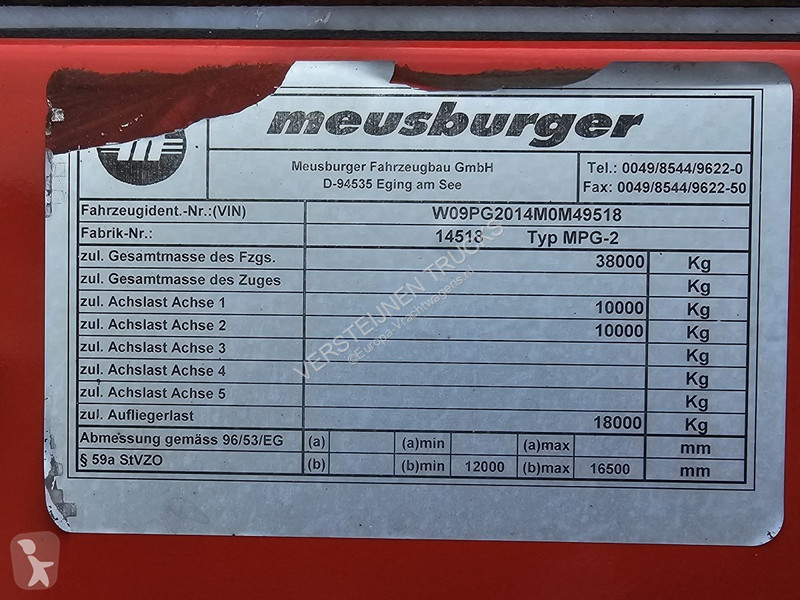 meusburger
Meusburger Fahrzeugbau GmbH
D-94535 Eging am See
Tel.: 0049/8544/9622-0
Fax: 0049/8544/9622-50
Fahrzeugident.-Nr.:(VIN) W09PG2014M0M49518
Fabrik-Nr.: 14518 Typ MPG-2
zul. Gesamtmasse des Fzgs. 38000 Kg
zul. Gesamtmasse des Zuges Kg
zul. Achslast Achse 1 10000 Kg
zul. Achslast Achse 2 10000 Kg
zul. Achslast Achse 3 Kg
zul. Achslast Achse 4 Kg
zul. Achslast Achse 5 Kg
zul. Aufliegerlast 18000 Kg
Abmessung gemäss 96/53/EG (a) (a)min (a)max mm
§ 59a StVZO (b) (b)min 12000 (b)max 16500 mm
VERSTEIJNEN TRUCKS
©Europa-Vrachtwagens.nl